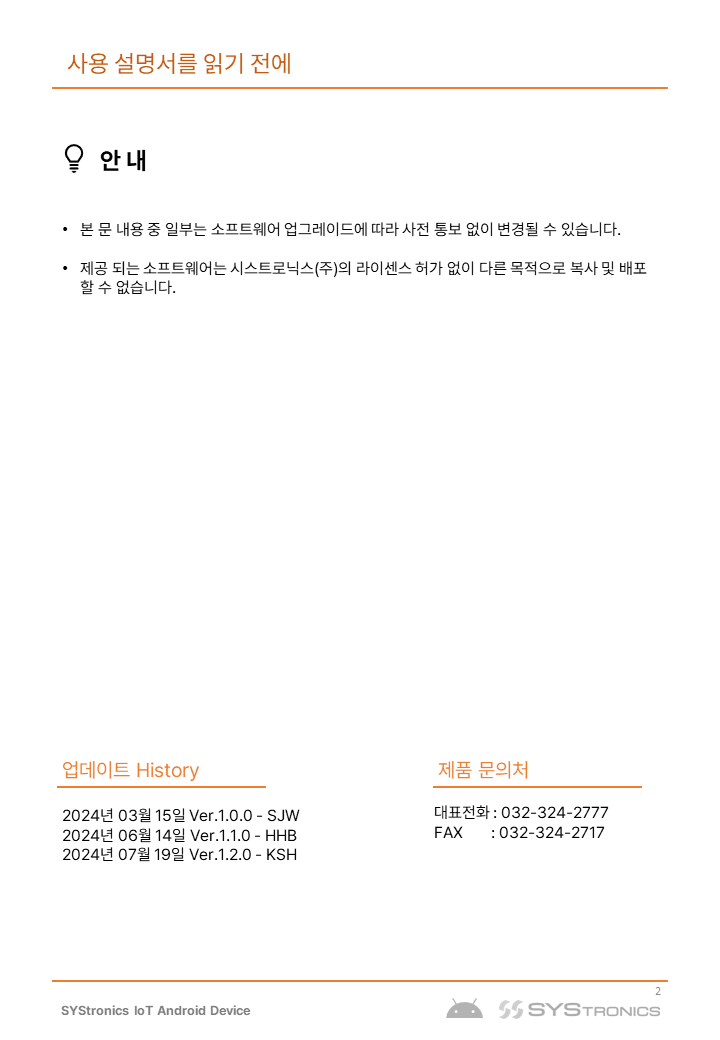 사용 설명서를 읽기 전에
안 내
• 본 문 내용 중 일부는 소프트웨어 업그레이드에 따라 사전 통보 없이 변경될 수 있습니다.
• 제공 되는 소프트웨어는 시스트로닉스(주)의 라이센스 허가 없이 다른 목적으로 복사 및 배포
할 수 없습니다.
업데이트 History
2024년 03월 15일 Ver.1.0.0 - SJW
2024년 06월 14일 Ver.1.1.0 - HHB
2024년 07월 19일 Ver.1.2.0 - KSH
제품 문의처
대표전화 : 032-324-2777
FAX : 032-324-2717
2
SYStronics IoT Android Device
SYSTRONICS